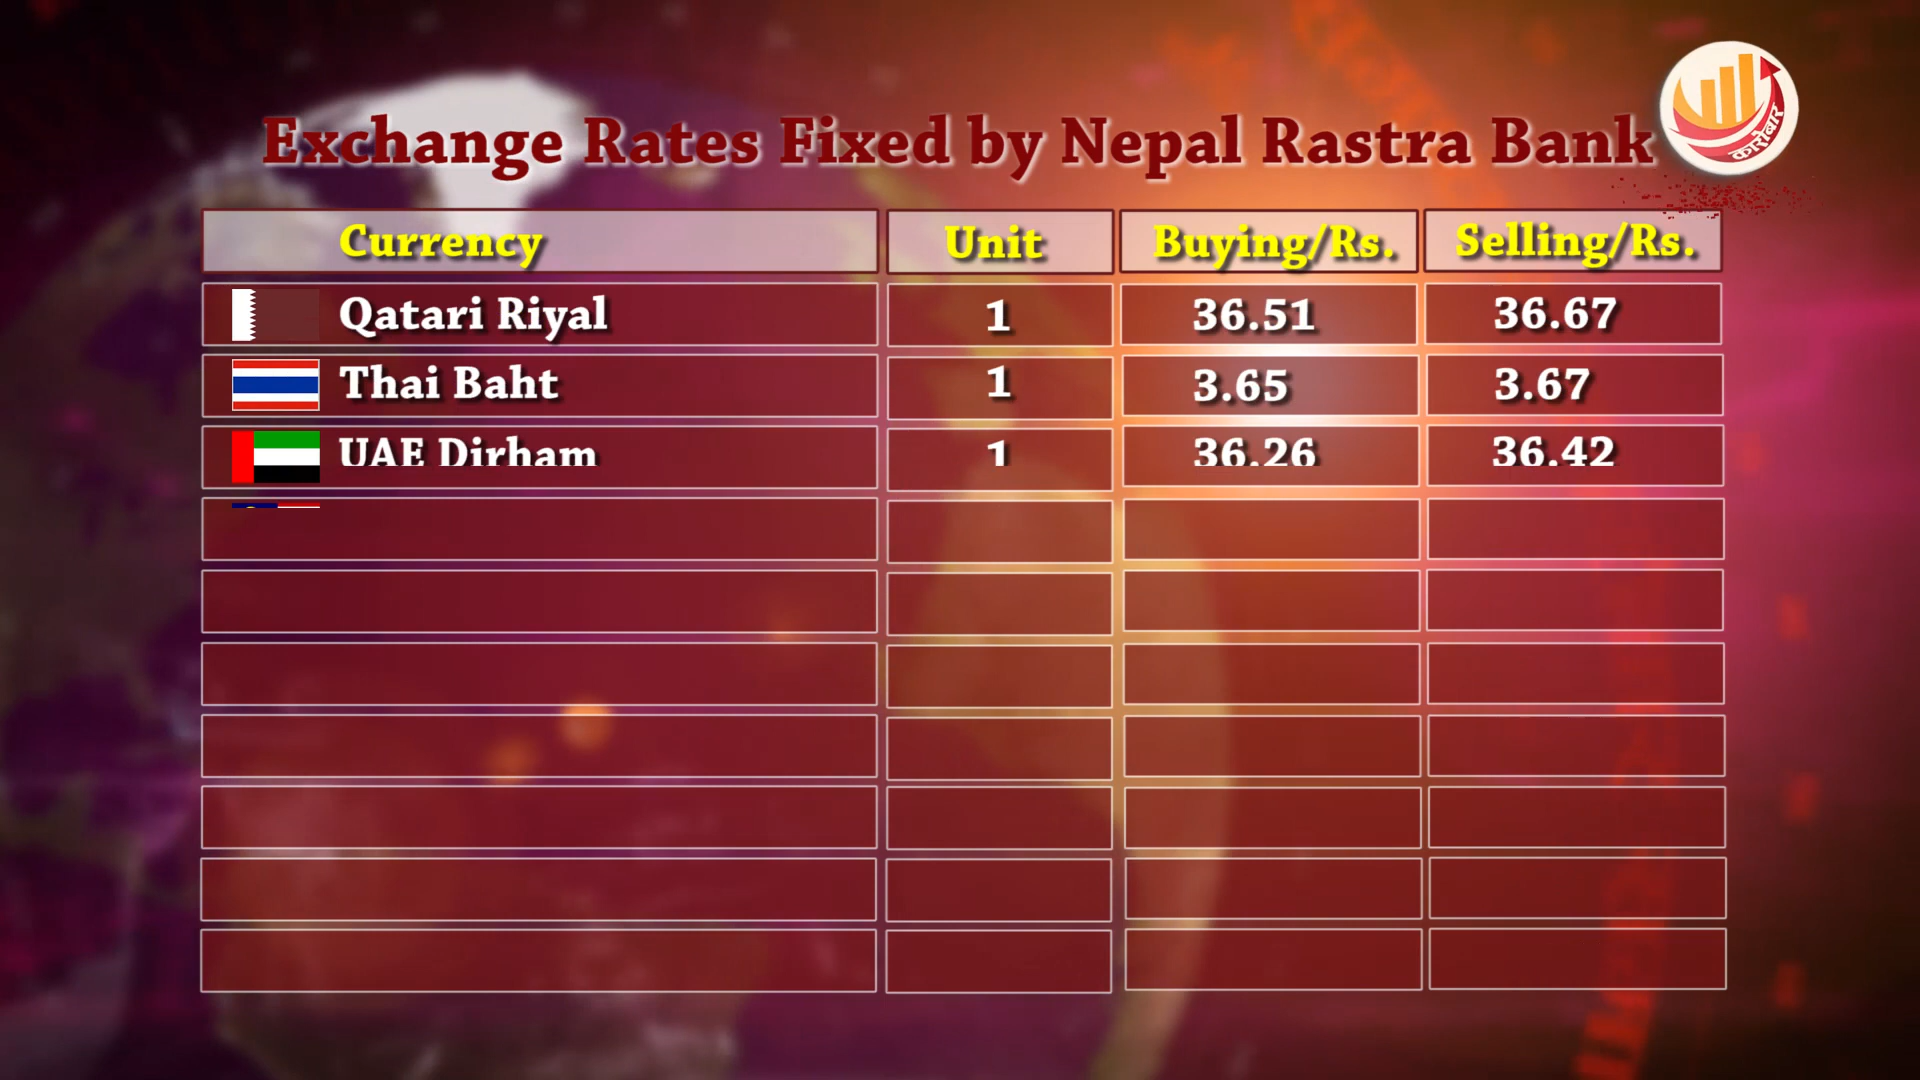 Exchange Rates Fixed by Nepal Rastra Bank
कारोबार
Currency Unit Buying/Rs. Selling/Rs.
Qatari Riyal 1 36.51 36.67
Thai Baht 1 3.65 3.67
UAE Dirham 1 36.26 36.42